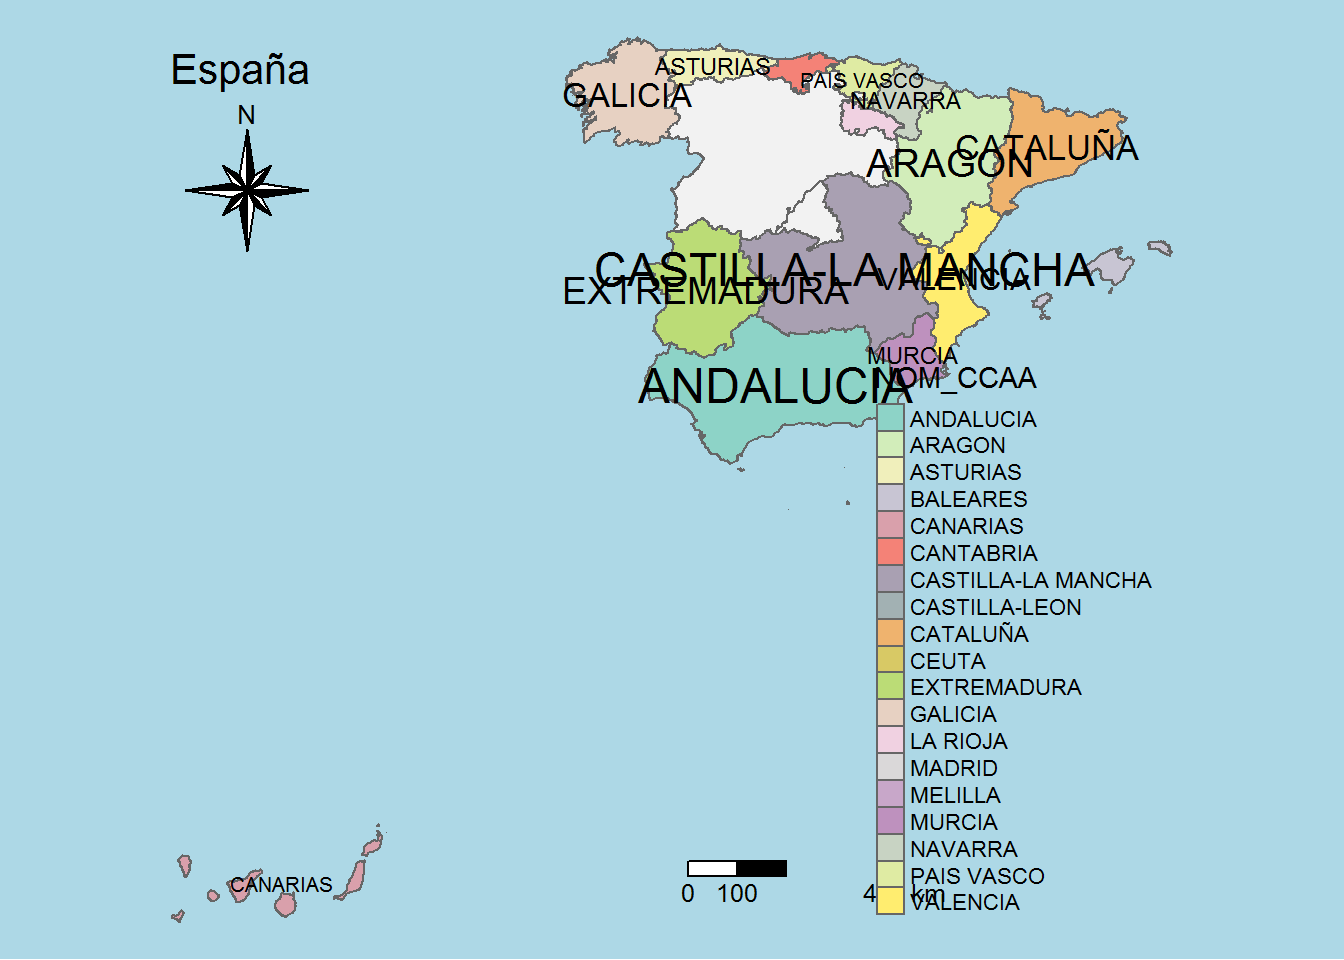 España
N
ASTURIAS
PAIS VASCO
GALICIA
NAVARRA
CATALUÑA
ARAGON
CASTILLA-LA MANCHA
VALENCIA
EXTREMADURA
MURCIA
ANDALUCIA
NOM_CCAA
ANDALUCIA
ARAGON
ASTURIAS
BALEARES
CANARIAS
CANTABRIA
CASTILLA-LA MANCHA
CASTILLA-LEON
CATALUÑA
CEUTA
EXTREMADURA
GALICIA
LA RIOJA
MADRID
MELILLA
MURCIA
NAVARRA
PAIS VASCO
VALENCIA
CANARIAS
0 100 km